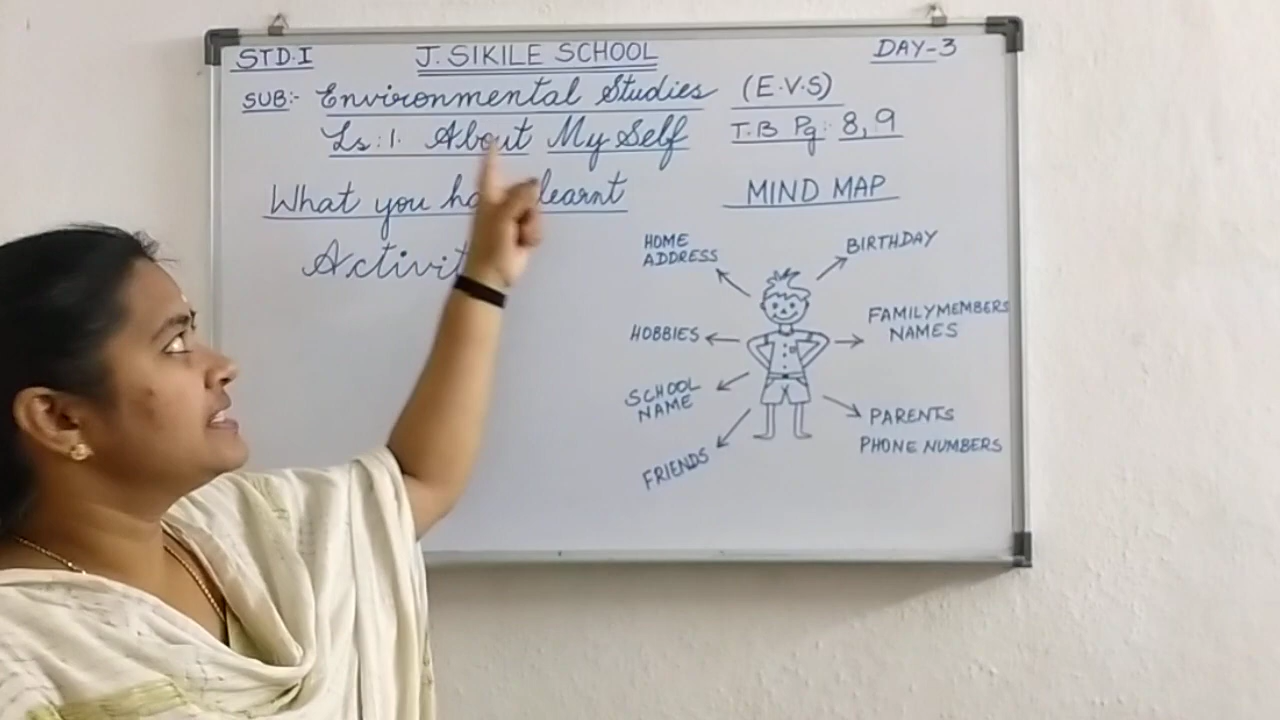 STD.I J. SIKILE SCHOOL DAY-3
SUB:- Environmental Studies (E.V.S)
Ls: 1. About My Self T.B Pg: 8, 9
What you learnt
MIND MAP
HOME
ADDRESS
BIRTHDAY
HOBBIES
FAMILYMEMBERS
NAMES
SCHOOL
NAME
PARENTS
PHONE NUMBERS
FRIENDS